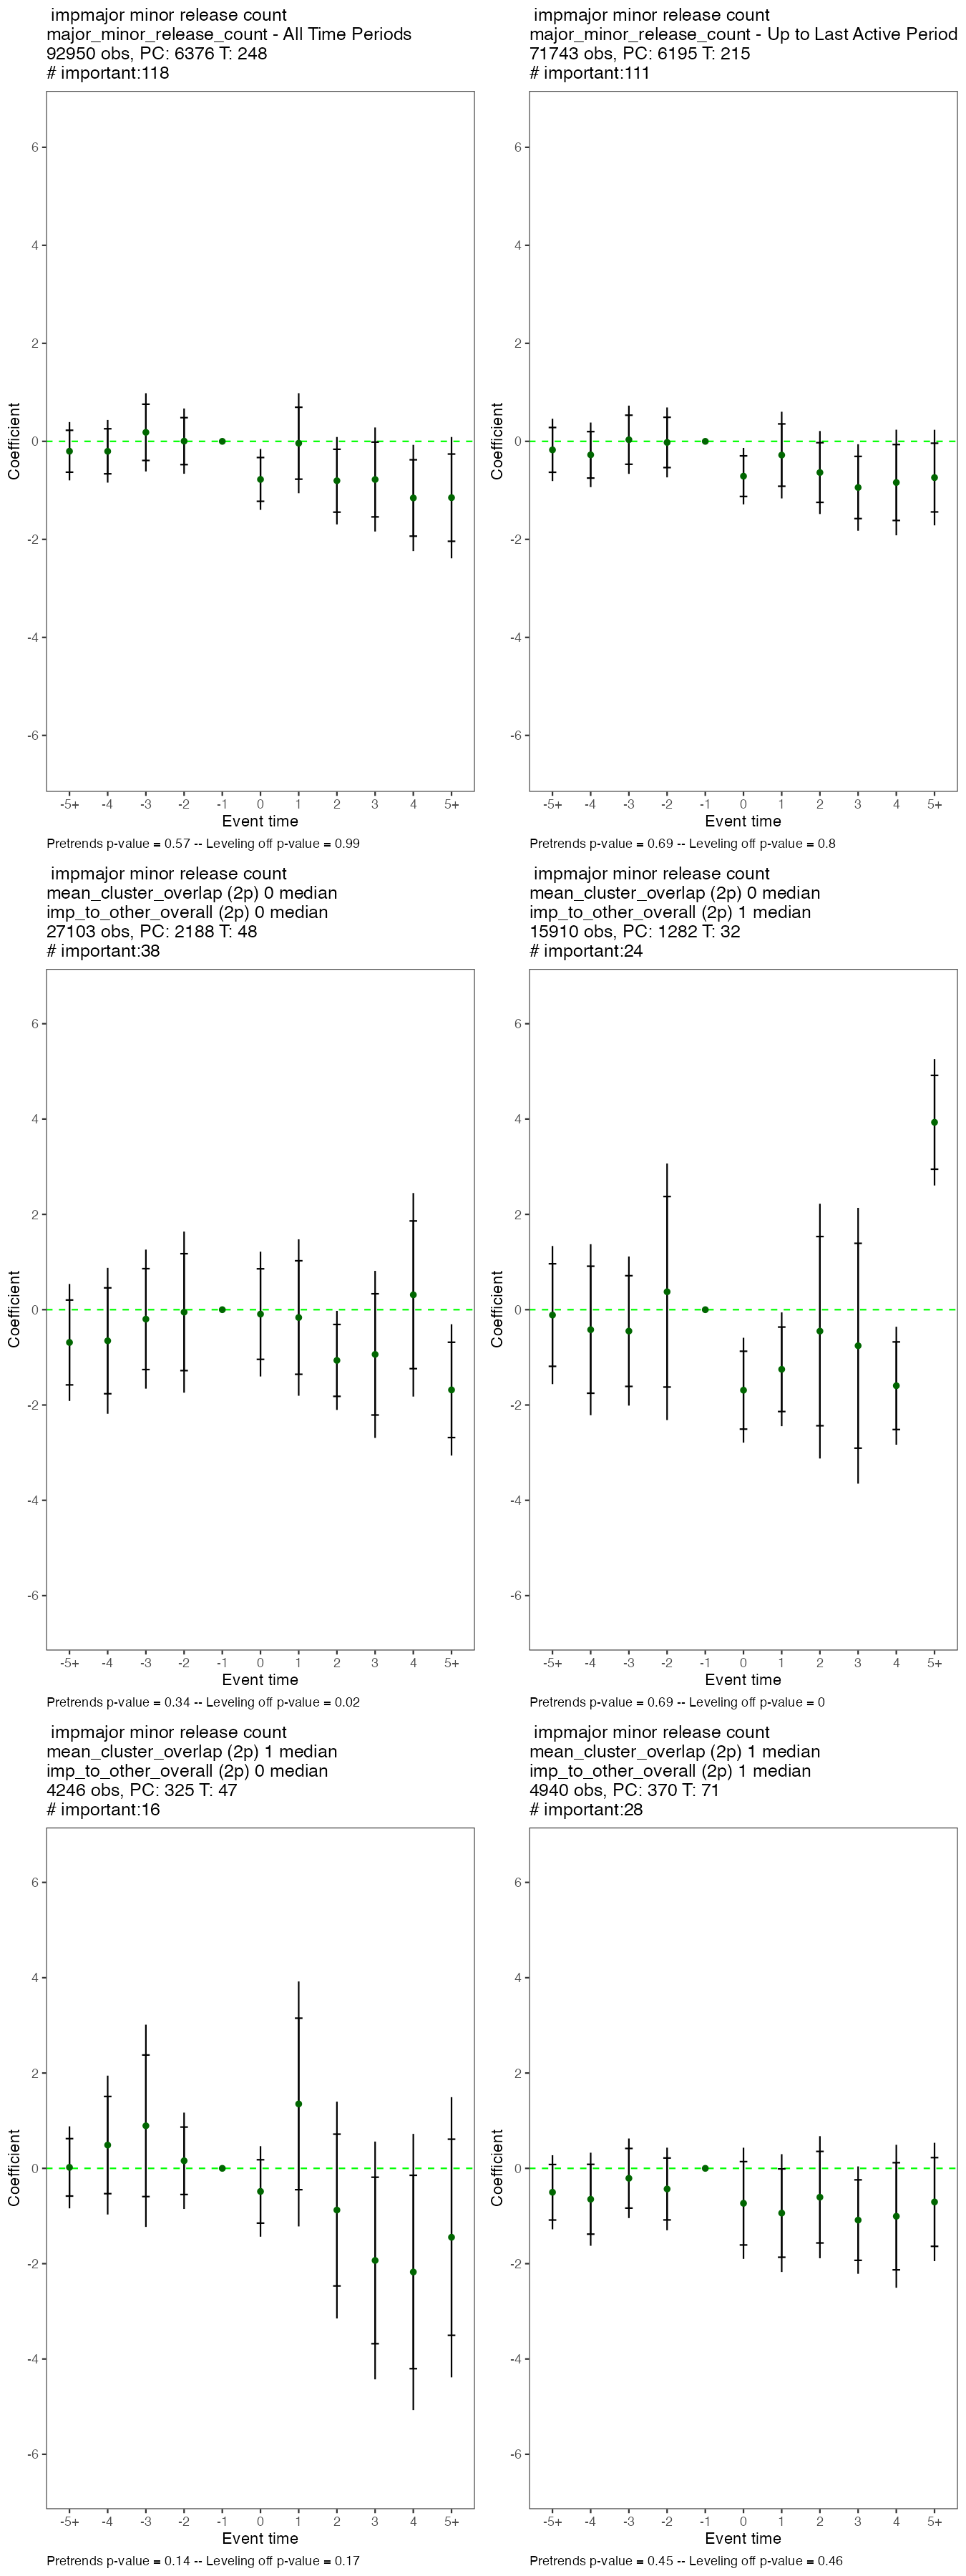 impmajor minor release count
major_minor_release_count - All Time Periods
92950 obs, PC: 6376 T: 248
# important:118
6
4
2
0
-2
-4
-6
Coefficient
-5+ -4 -3 -2 -1 0 1 2 3 4 5+
Event time
Pretrends p-value = 0.57 -- Leveling off p-value = 0.99
impmajor minor release count
major_minor_release_count - Up to Last Active Period
71743 obs, PC: 6195 T: 215
# important:111
6
4
2
0
-2
-4
-6
Coefficient
-5+ -4 -3 -2 -1 0 1 2 3 4 5+
Event time
Pretrends p-value = 0.69 -- Leveling off p-value = 0.8
impmajor minor release count
mean_cluster_overlap (2p) 0 median
imp_to_other_overall (2p) 0 median
27103 obs, PC: 2188 T: 48
# important:38
6
4
2
0
-2
-4
-6
Coefficient
-5+ -4 -3 -2 -1 0 1 2 3 4 5+
Event time
Pretrends p-value = 0.34 -- Leveling off p-value = 0.02
impmajor minor release count
mean_cluster_overlap (2p) 0 median
imp_to_other_overall (2p) 1 median
15910 obs, PC: 1282 T: 32
# important:24
6
4
2
0
-2
-4
-6
Coefficient
-5+ -4 -3 -2 -1 0 1 2 3 4 5+
Event time
Pretrends p-value = 0.69 -- Leveling off p-value = 0
impmajor minor release count
mean_cluster_overlap (2p) 1 median
imp_to_other_overall (2p) 0 median
4246 obs, PC: 325 T: 47
# important:16
6
4
2
0
-2
-4
-6
Coefficient
-5+ -4 -3 -2 -1 0 1 2 3 4 5+
Event time
Pretrends p-value = 0.14 -- Leveling off p-value = 0.17
impmajor minor release count
mean_cluster_overlap (2p) 1 median
imp_to_other_overall (2p) 1 median
4940 obs, PC: 370 T: 71
# important:28
6
4
2
0
-2
-4
-6
Coefficient
-5+ -4 -3 -2 -1 0 1 2 3 4 5+
Event time
Pretrends p-value = 0.45 -- Leveling off p-value = 0.46